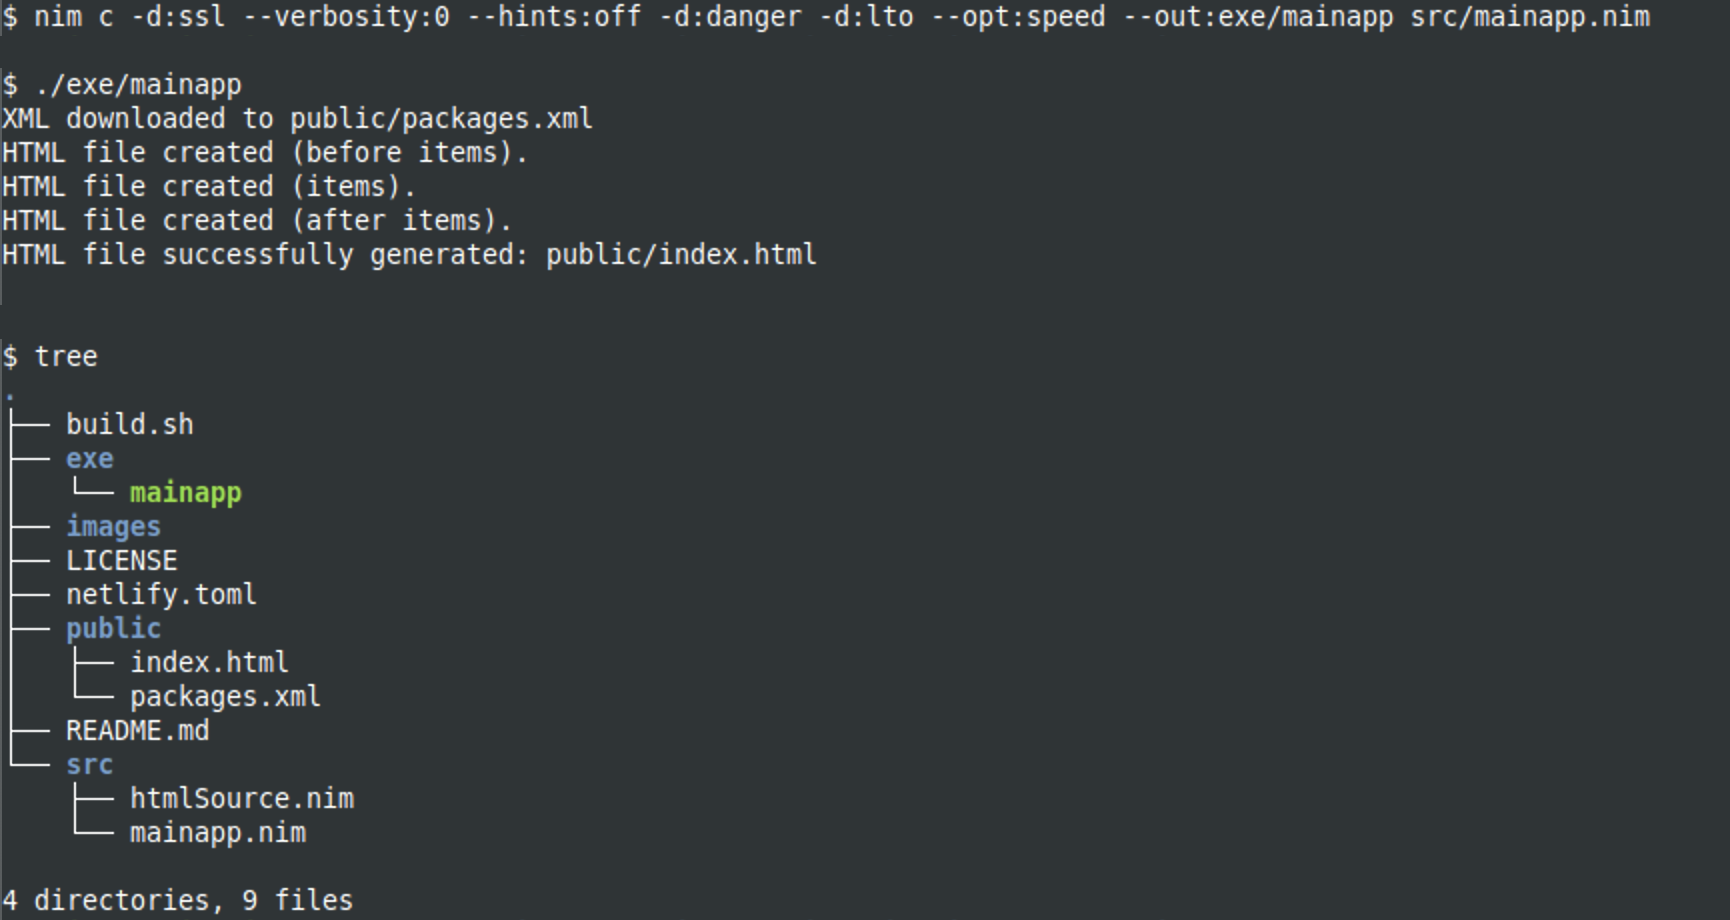 $ nim c -d:ssl --verbosity:0 --hints:off -d:danger -d:lto --opt:speed --out:exe/mainapp src/mainapp.nim
$ ./exe/mainapp
XML downloaded to public/packages.xml
HTML file created (before items).
HTML file created (items).
HTML file created (after items).
HTML file successfully generated: public/index.html
$ tree
.
├── build.sh
├── exe
│   └── mainapp
├── images
├── LICENSE
├── netlify.toml
├── public
│   ├── index.html
│   └── packages.xml
├── README.md
└── src
    ├── htmlSource.nim
    └── mainapp.nim
4 directories, 9 files